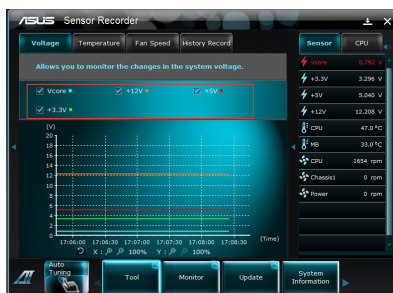 ASUS Sensor Recorder
Voltage Temperature Fan Speed History Record
Sensor CPU
Allows you to monitor the changes in the system voltage.
Vcore +12V +5V
+3.3V
Vcore 0.792 V
+3.3V 3.296 V
+5V 5.040 V
+12V 12.208 V
CPU 47.0 °C
MB 33.0 °C
CPU 1654 rpm
Chassis1 0 rpm
Power 0 rpm
(V)
20
18
16
14
12
10
8
6
4
2
0
17:06:00 17:06:30 17:07:00 17:07:30 17:08:00 17:08:30 (Time)
X : 100% Y : 100%
Auto Tuning
Tool
Monitor
Update
System Information